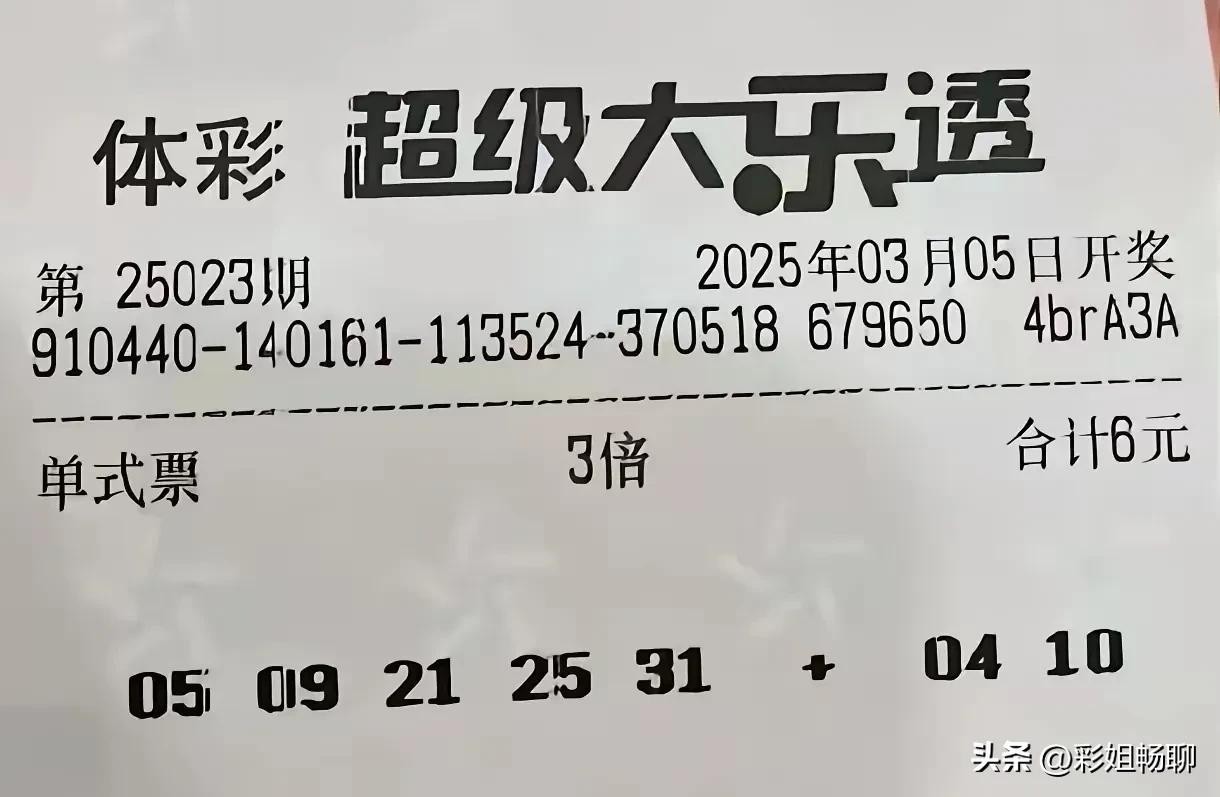 体彩 超级大乐透
第 25023期 2025年03月05日开奖
910440-140161-113524-370518 679650 4brA3A
单式票 3倍 合计6元
05 09 21 25 31 + 04 10
头条 @彩姐畅聊